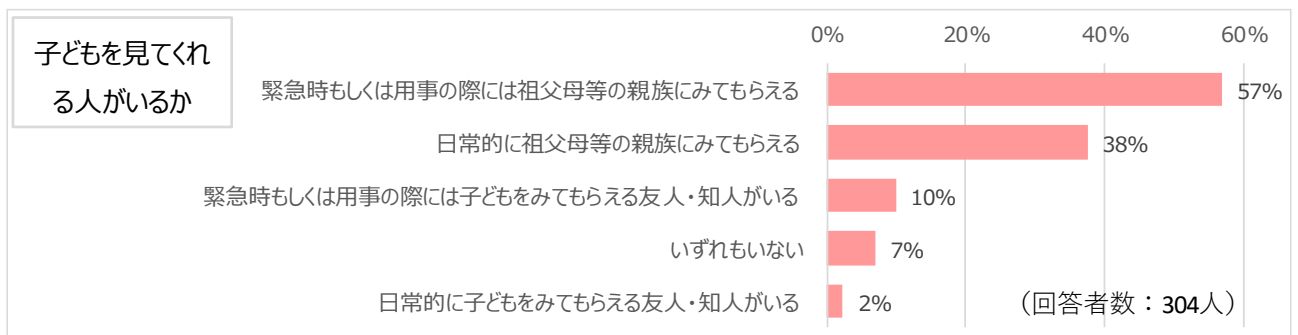 子どもを見てくれ
る人がいるか
0% 20% 40% 60%
緊急時もしくは用事の際には祖父母等の親族にみてもらえる 57%
日常的に祖父母等の親族にみてもらえる 38%
緊急時もしくは用事の際には子どもをみてもらえる友人・知人がいる 10%
いずれもいない 7%
日常的に子どもをみてもらえる友人・知人がいる 2%
（回答者数：304人）